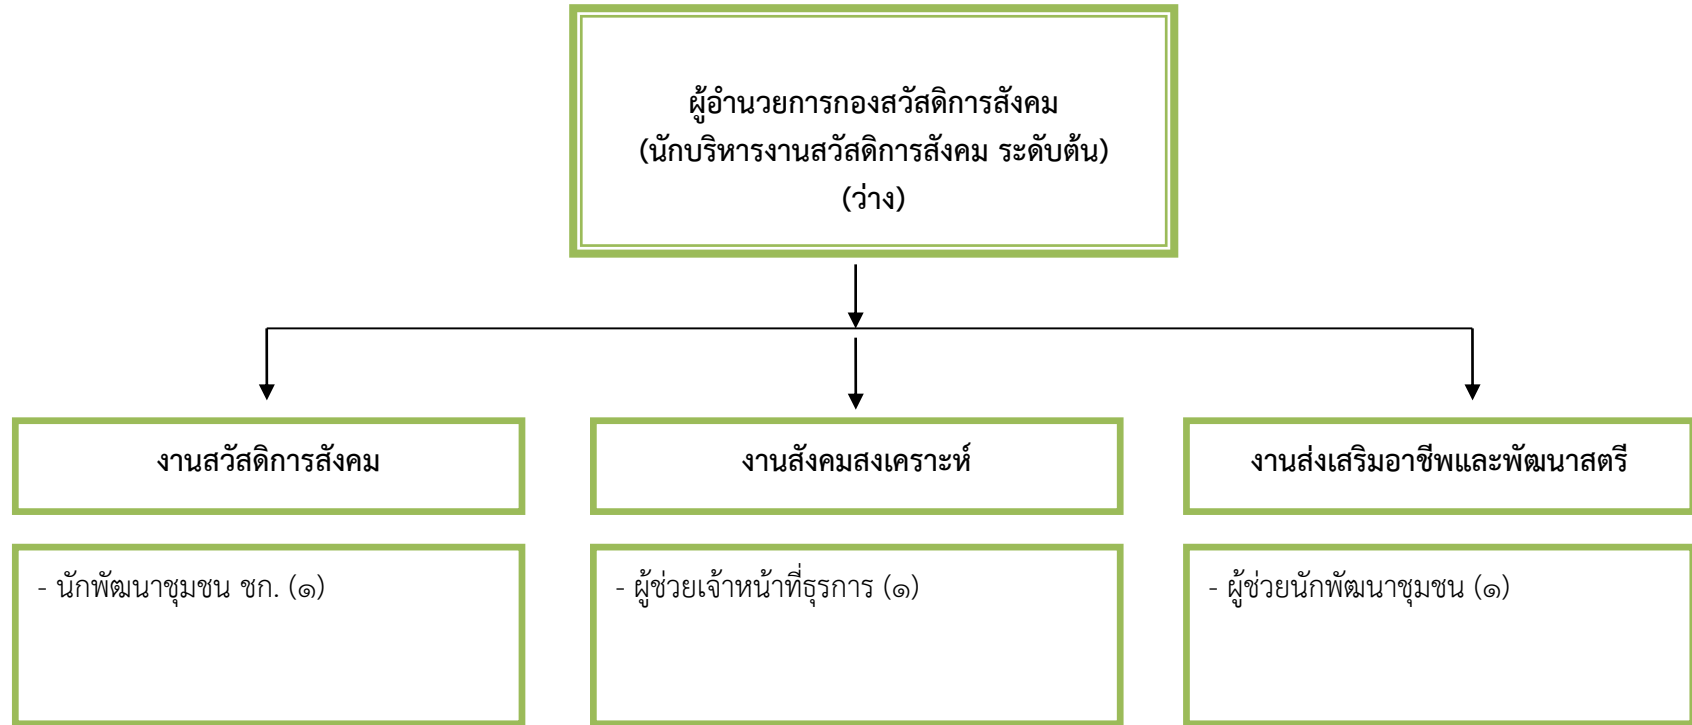 ผู้อำนวยการกองสวัสดิการสังคม
(นักบริหารงานสวัสดิการสังคม ระดับต้น)
(ว่าง)
งานสวัสดิการสังคม
งานสังคมสงเคราะห์
งานส่งเสริมอาชีพและพัฒนาสตรี
- นักพัฒนาชุมชน ชก. (๑)
- ผู้ช่วยเจ้าหน้าที่ธุรการ (๑)
- ผู้ช่วยนักพัฒนาชุมชน (๑)